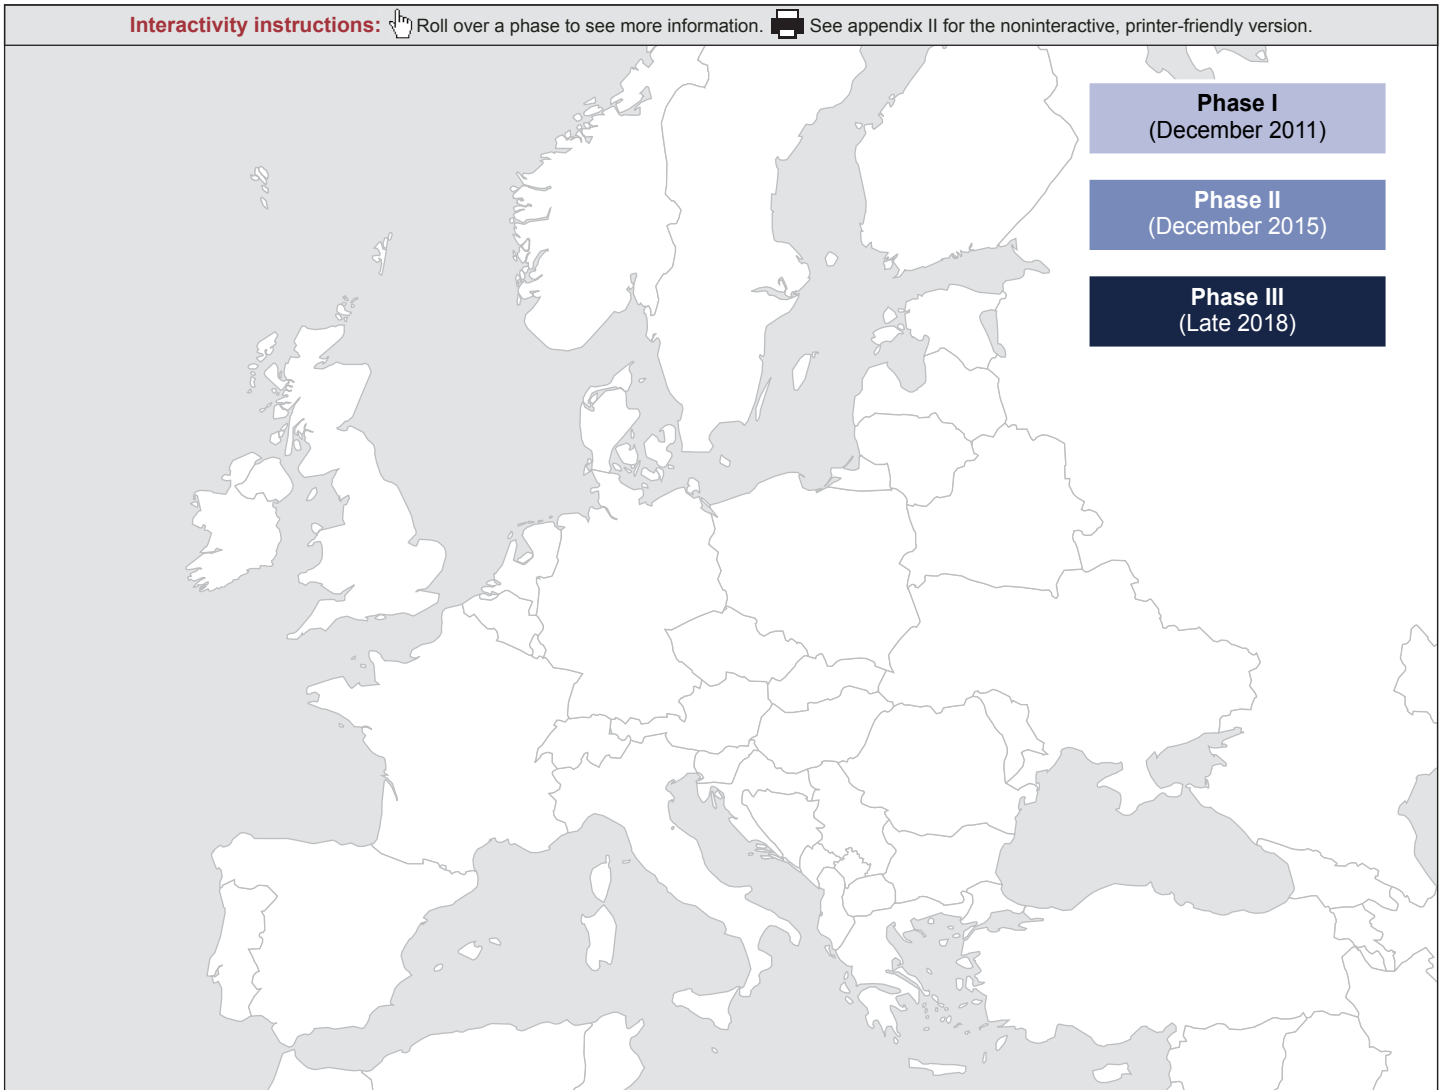 Interactivity instructions: Roll over a phase to see more information. See appendix II for the noninteractive, printer-friendly version.
Phase I
(December 2011)
Phase II
(December 2015)
Phase III
(Late 2018)